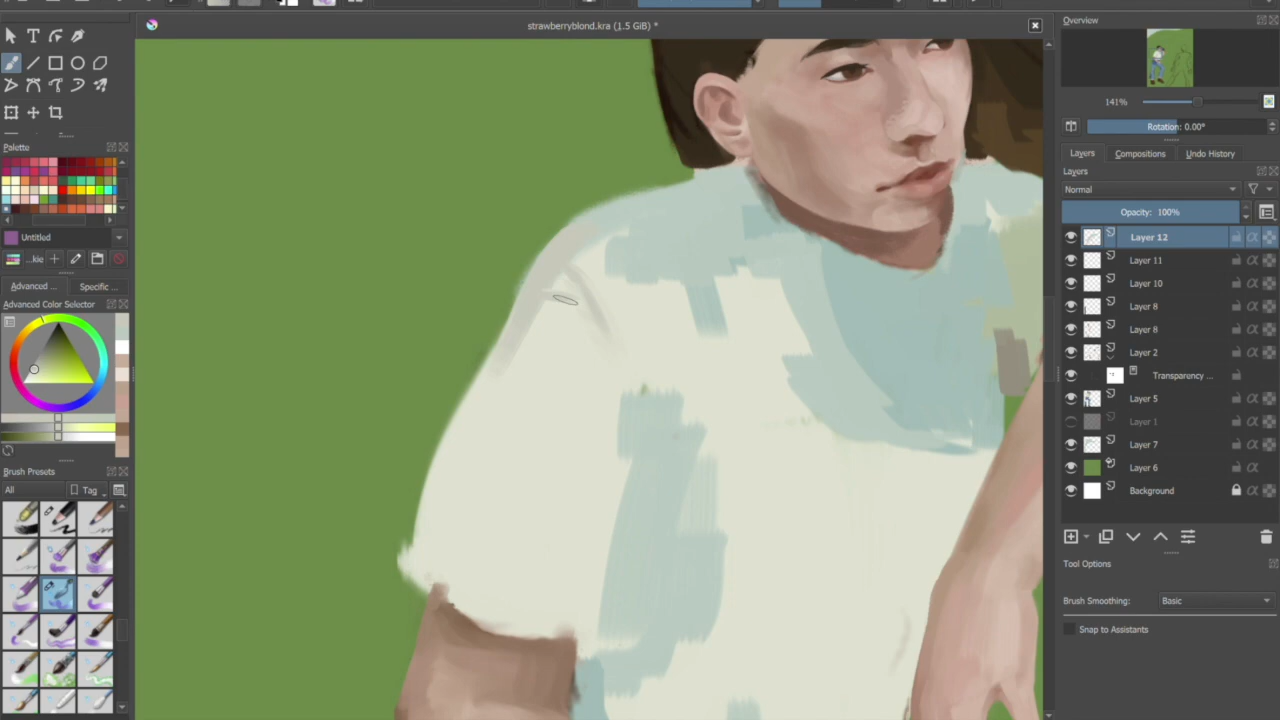 strawberryblond.kra (1.5 GiB) *
Overview
141%
Rotation: 0.00°
Layers
Compositions
Undo History
Layers
Normal
Opacity: 100%
Layer 12
Layer 11
Layer 10
Layer 8
Layer 8
Layer 2
Transparency ...
Layer 5
Layer 1
Layer 7
Layer 6
Background
Tool Options
Brush Smoothing: Basic
Snap to Assistants
Palette
Untitled
...kie
Advanced ...
Specific ...
Advanced Color Selector
Brush Presets
All
Tag